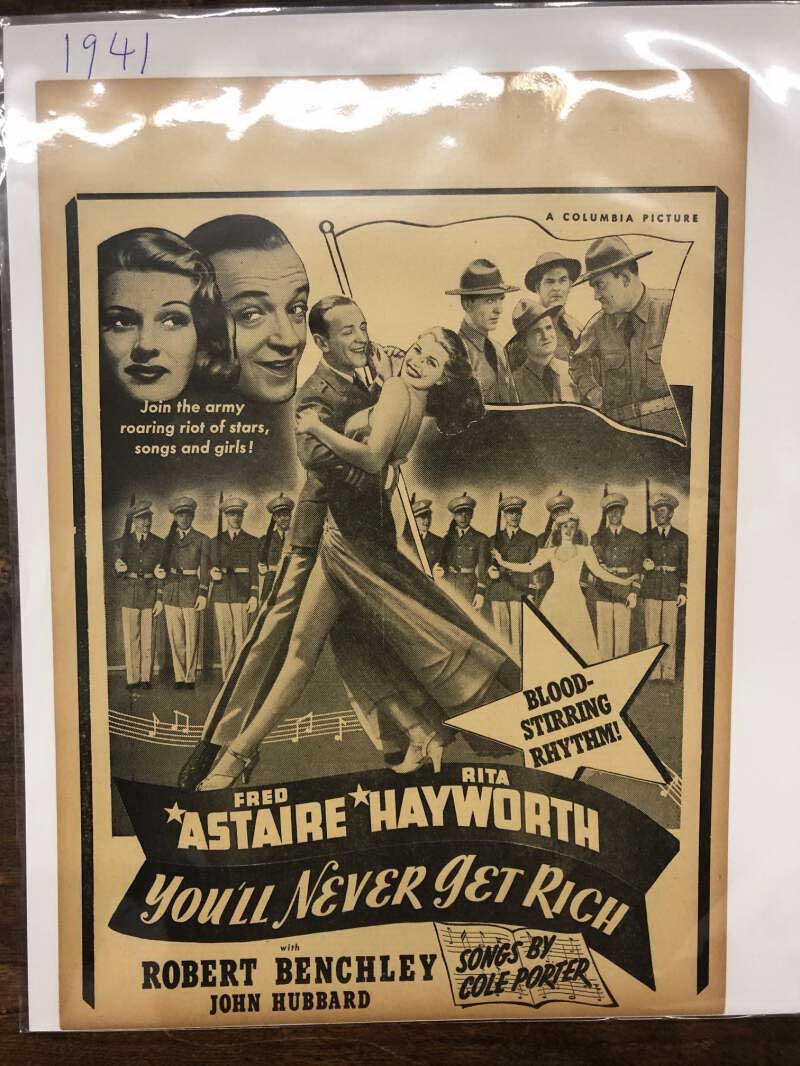 1941
A COLUMBIA PICTURE
Join the army
roaring riot of stars,
songs and girls!
BLOOD-
STIRRING
RHYTHM!
FRED
ASTAIRE
RITA
HAYWORTH
YOU'LL NEVER GET RICH
with
ROBERT BENCHLEY
JOHN HUBBARD
SONGS BY
COLE PORTER